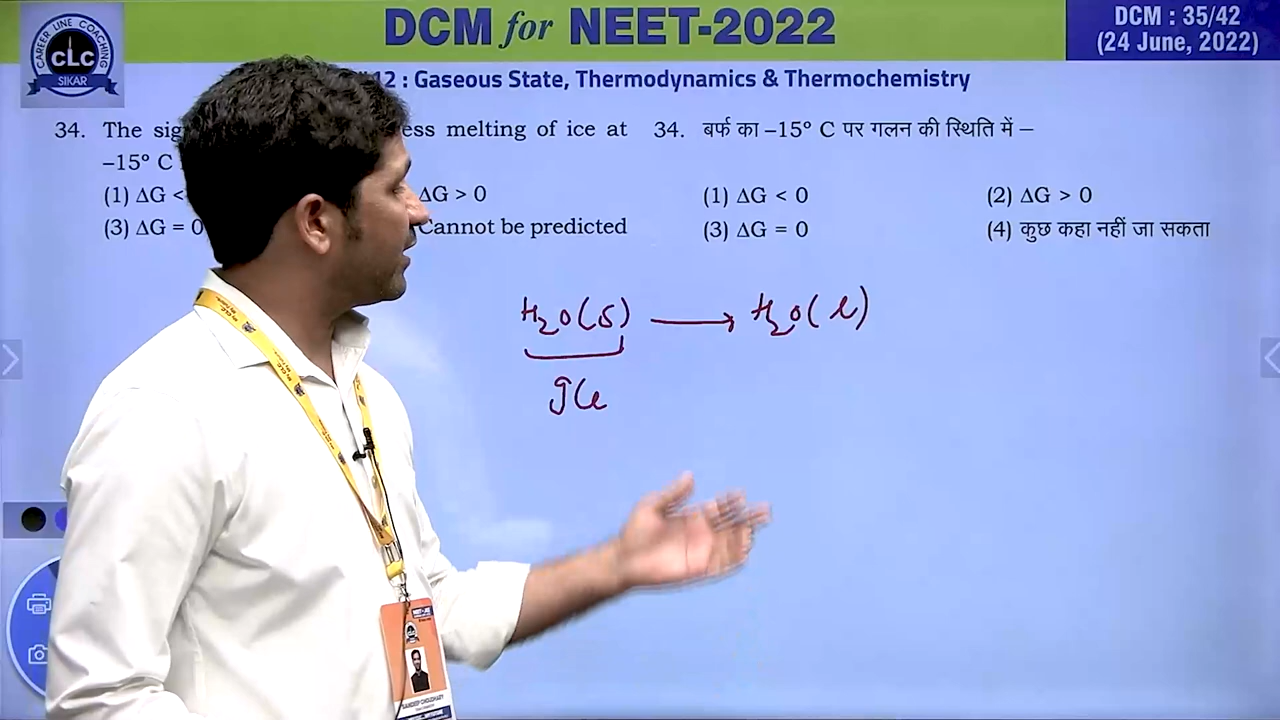 DCM for NEET-2022
DCM : 35/42
(24 June, 2022)
CAREER LINE COACHING
CLC
SIKAR
12 : Gaseous State, Thermodynamics & Thermochemistry
34. The sig ess melting of ice at
–15° C
(1) ΔG < ΔG > 0
(3) ΔG = 0 Cannot be predicted
34. बर्फ का –15° C पर गलन की स्थिति में –
(1) ΔG < 0 (2) ΔG > 0
(3) ΔG = 0 (4) कुछ कहा नहीं जा सकता
H₂O(s) ⟶ H₂O(l)
SANDEEP CHOUDHARY